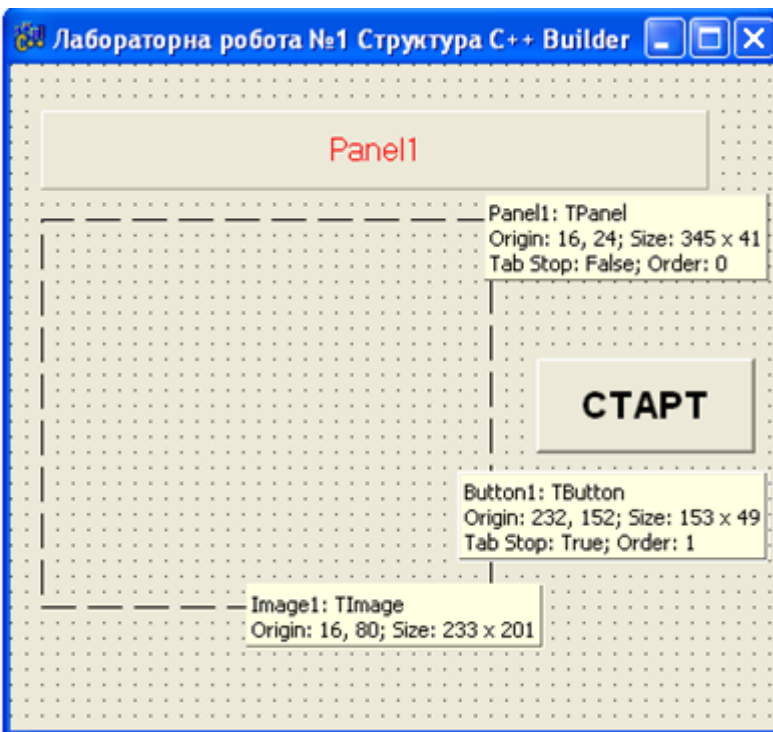 Лабораторна робота №1 Структура C++ Builder
Panel1
Panel1: TPanel
Origin: 16, 24; Size: 345 x 41
Tab Stop: False; Order: 0
СТАРТ
Button1: TButton
Origin: 232, 152; Size: 153 x 49
Tab Stop: True; Order: 1
Image1: TImage
Origin: 16, 80; Size: 233 x 201